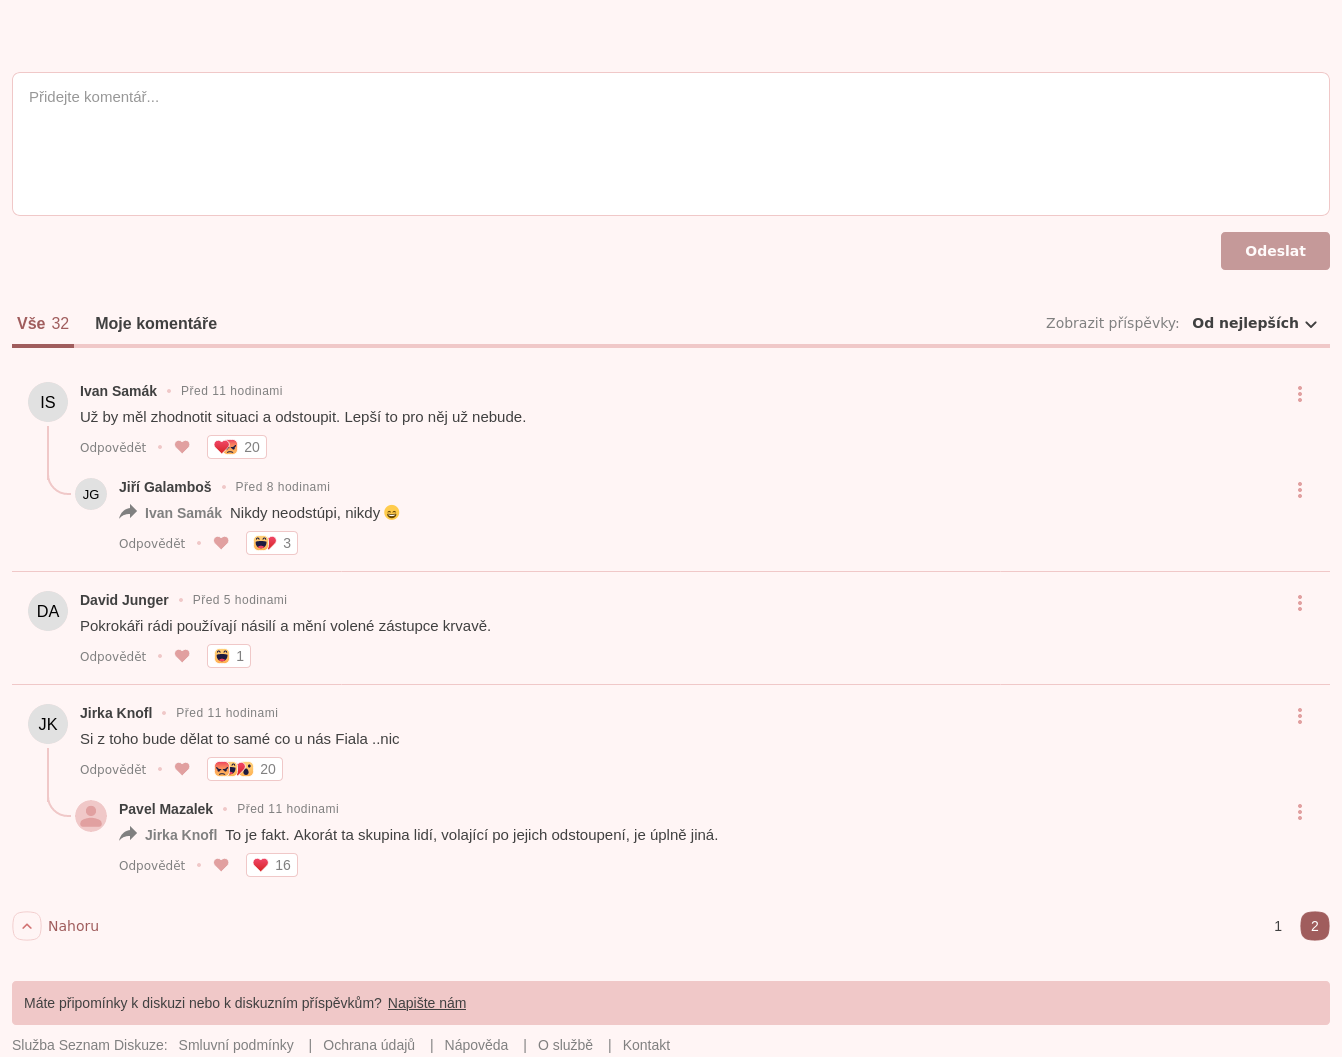 Přidejte komentář...
Odeslat
Vše 32 Moje komentáře Zobrazit příspěvky: Od nejlepších
IS Ivan Samák • Před 11 hodinami
Už by měl zhodnotit situaci a odstoupit. Lepší to pro něj už nebude.
Odpovědět • 20
JG Jiří Galamboš • Před 8 hodinami
Ivan Samák Nikdy neodstúpi, nikdy 😄
Odpovědět • 3
DA David Junger • Před 5 hodinami
Pokrokáři rádi používají násilí a mění volené zástupce krvavě.
Odpovědět • 1
JK Jirka Knofl • Před 11 hodinami
Si z toho bude dělat to samé co u nás Fiala ..nic
Odpovědět • 20
Pavel Mazalek • Před 11 hodinami
Jirka Knofl To je fakt. Akorát ta skupina lidí, volající po jejich odstoupení, je úplně jiná.
Odpovědět • 16
Nahoru 1 2
Máte připomínky k diskuzi nebo k diskuzním příspěvkům? Napište nám
Služba Seznam Diskuze: Smluvní podmínky | Ochrana údajů | Nápověda | O službě | Kontakt